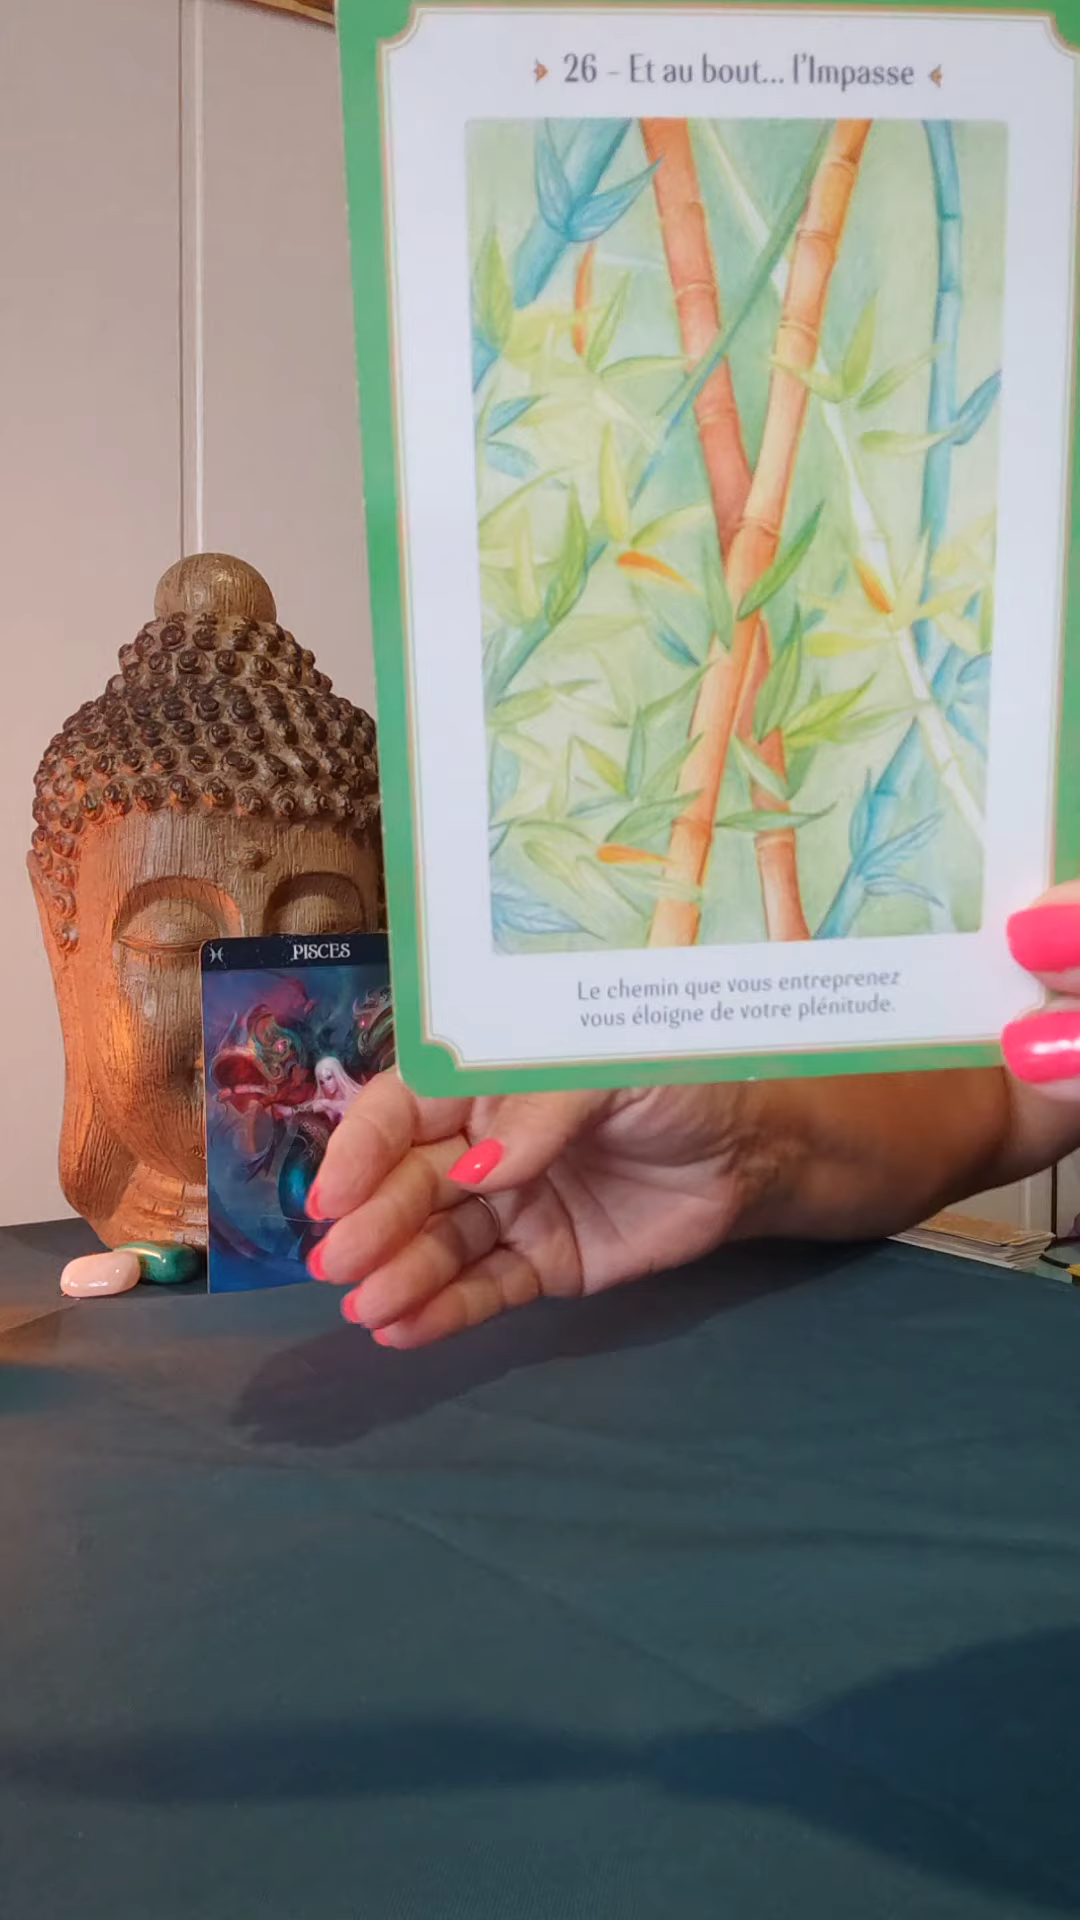 26 – Et au bout... l'Impasse
Le chemin que vous entreprenez
vous éloigne de votre plénitude.
♓ PISCES